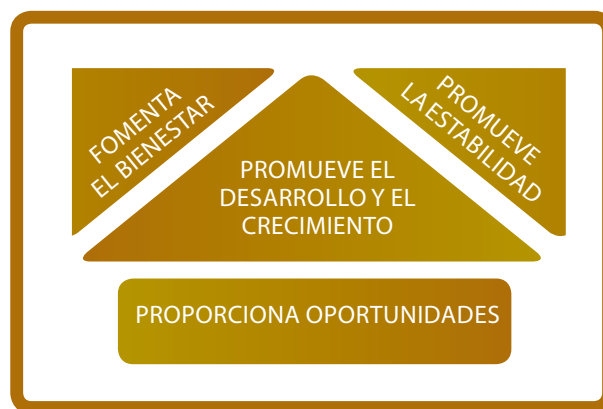 FOMENTA
EL BIENESTAR
PROMUEVE
LA ESTABILIDAD
PROMUEVE EL
DESARROLLO Y EL
CRECIMIENTO
PROPORCIONA OPORTUNIDADES